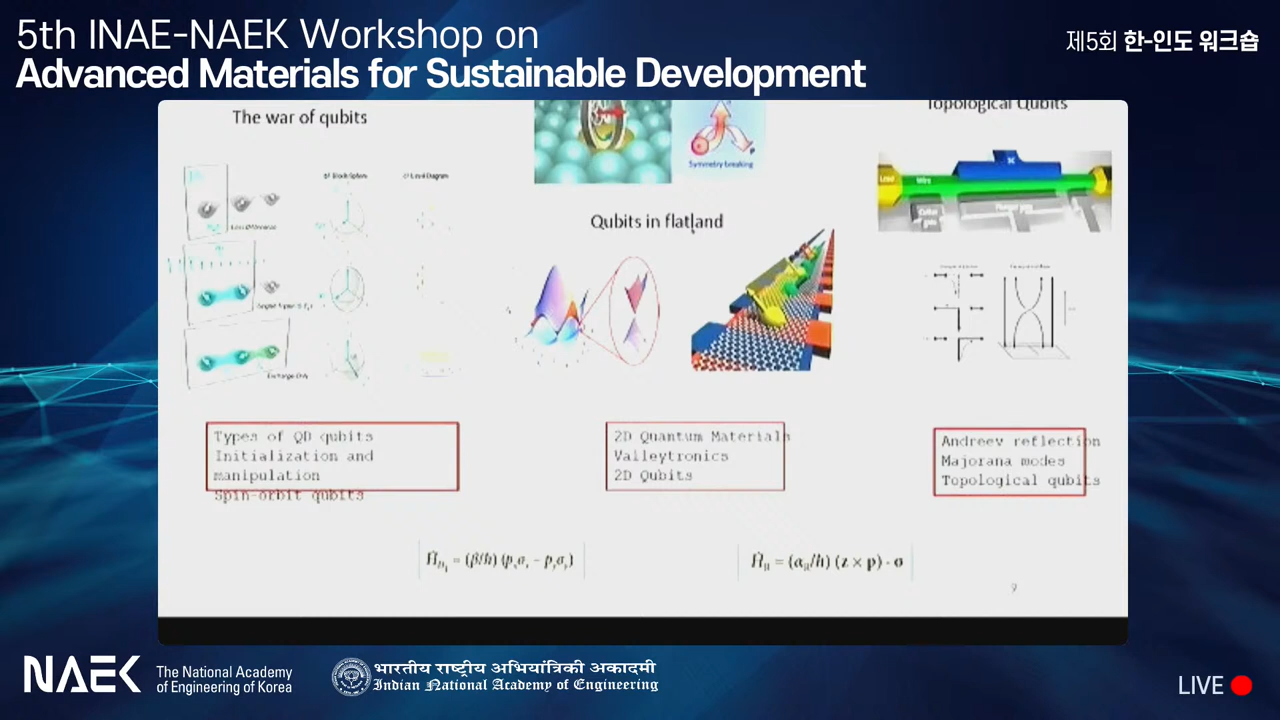 5th INAE-NAEK Workshop on
Advanced Materials for Sustainable Development
제5회 한-인도 워크숍
The war of qubits
Symmetry breaking
Topological Qubits
Lead
Wire
Qubits in flatland
Types of QD qubits
Initialization and
manipulation
Spin-orbit qubits
2D Quantum Materials
Valleytronics
2D Qubits
Andreev reflection
Majorana modes
Topological qubits
9
NAEK
The National Academy
of Engineering of Korea
भारतीय राष्ट्रीय अभियांत्रिकी अकादमी
Indian National Academy of Engineering
LIVE